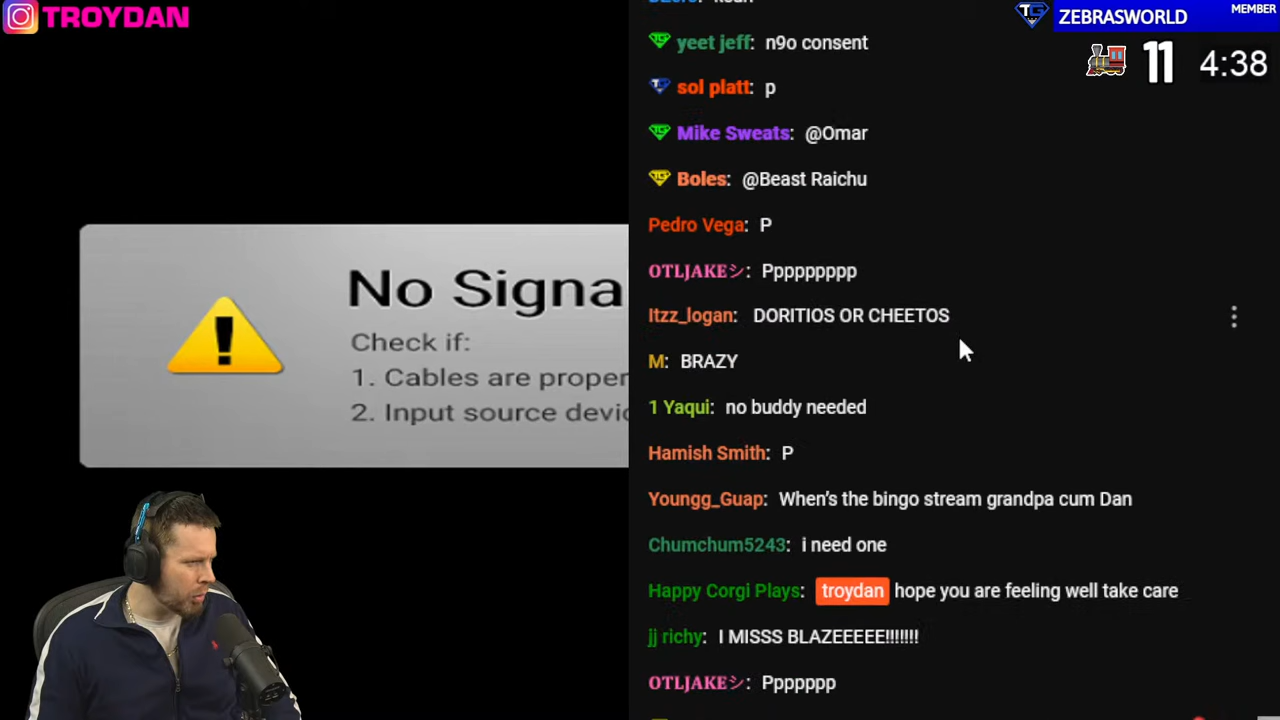 TROYDAN
ZEBRASWORLD
MEMBER
11 4:38
yeet jeff: n9o consent
sol platt: p
Mike Sweats: @Omar
Boles: @Beast Raichu
Pedro Vega: P
OTLJAKEシ: Ppppppppp
Itzz_logan: DORITIOS OR CHEETOS
M: BRAZY
1 Yaqui: no buddy needed
Hamish Smith: P
Youngg_Guap: When's the bingo stream grandpa cum Dan
Chumchum5243: i need one
Happy Corgi Plays: troydan hope you are feeling well take care
jj richy: I MISSS BLAZEEEEE!!!!!!!
OTLJAKEシ: Ppppppp
No Signa
Check if:
1. Cables are proper
2. Input source devi